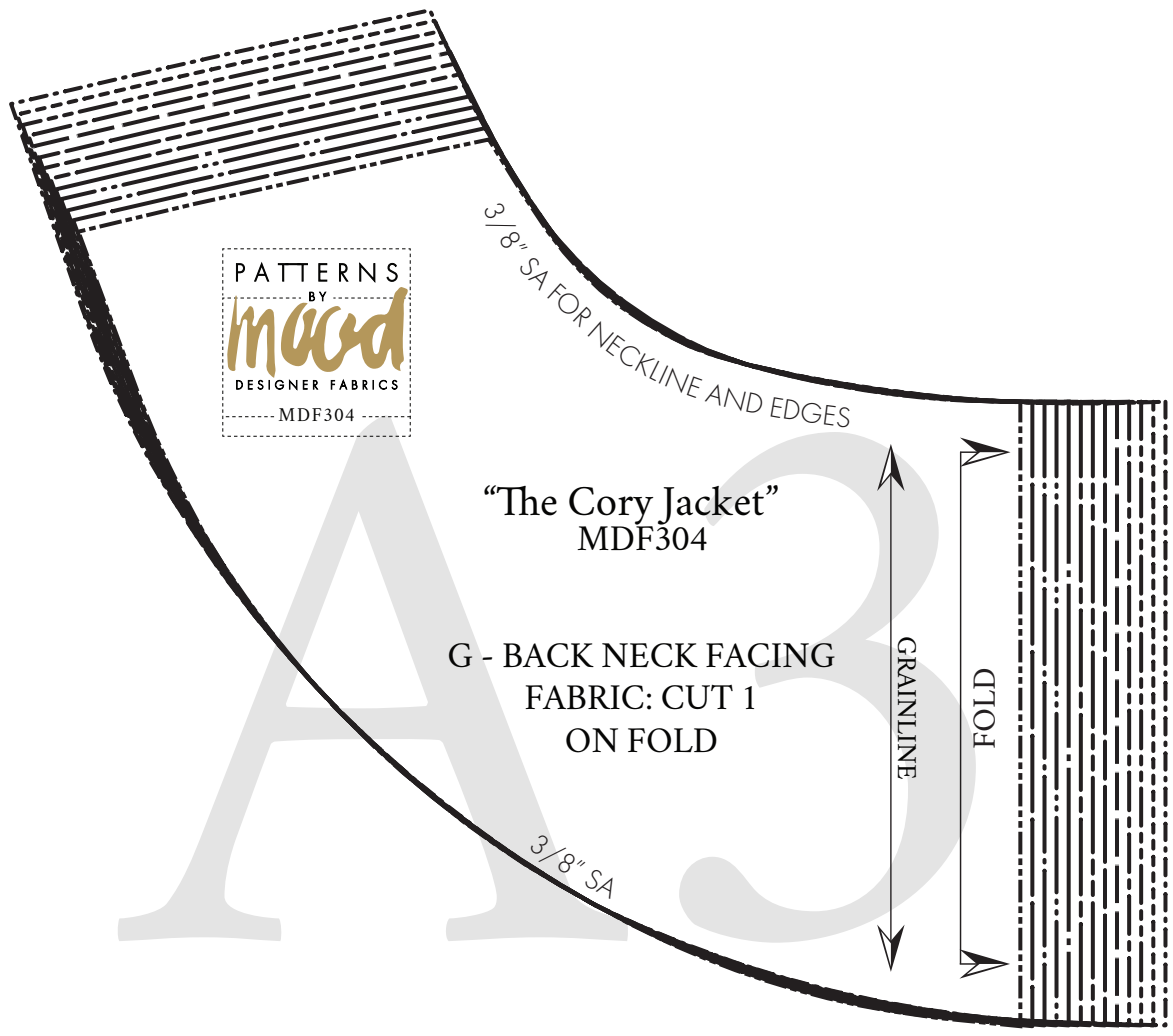 PATTERNS
BY
mood
DESIGNER FABRICS
MDF304
3/8" SA FOR NECKLINE AND EDGES
“The Cory Jacket”
MDF304
G - BACK NECK FACING
FABRIC: CUT 1
ON FOLD
GRAINLINE
FOLD
3/8" SA
A3